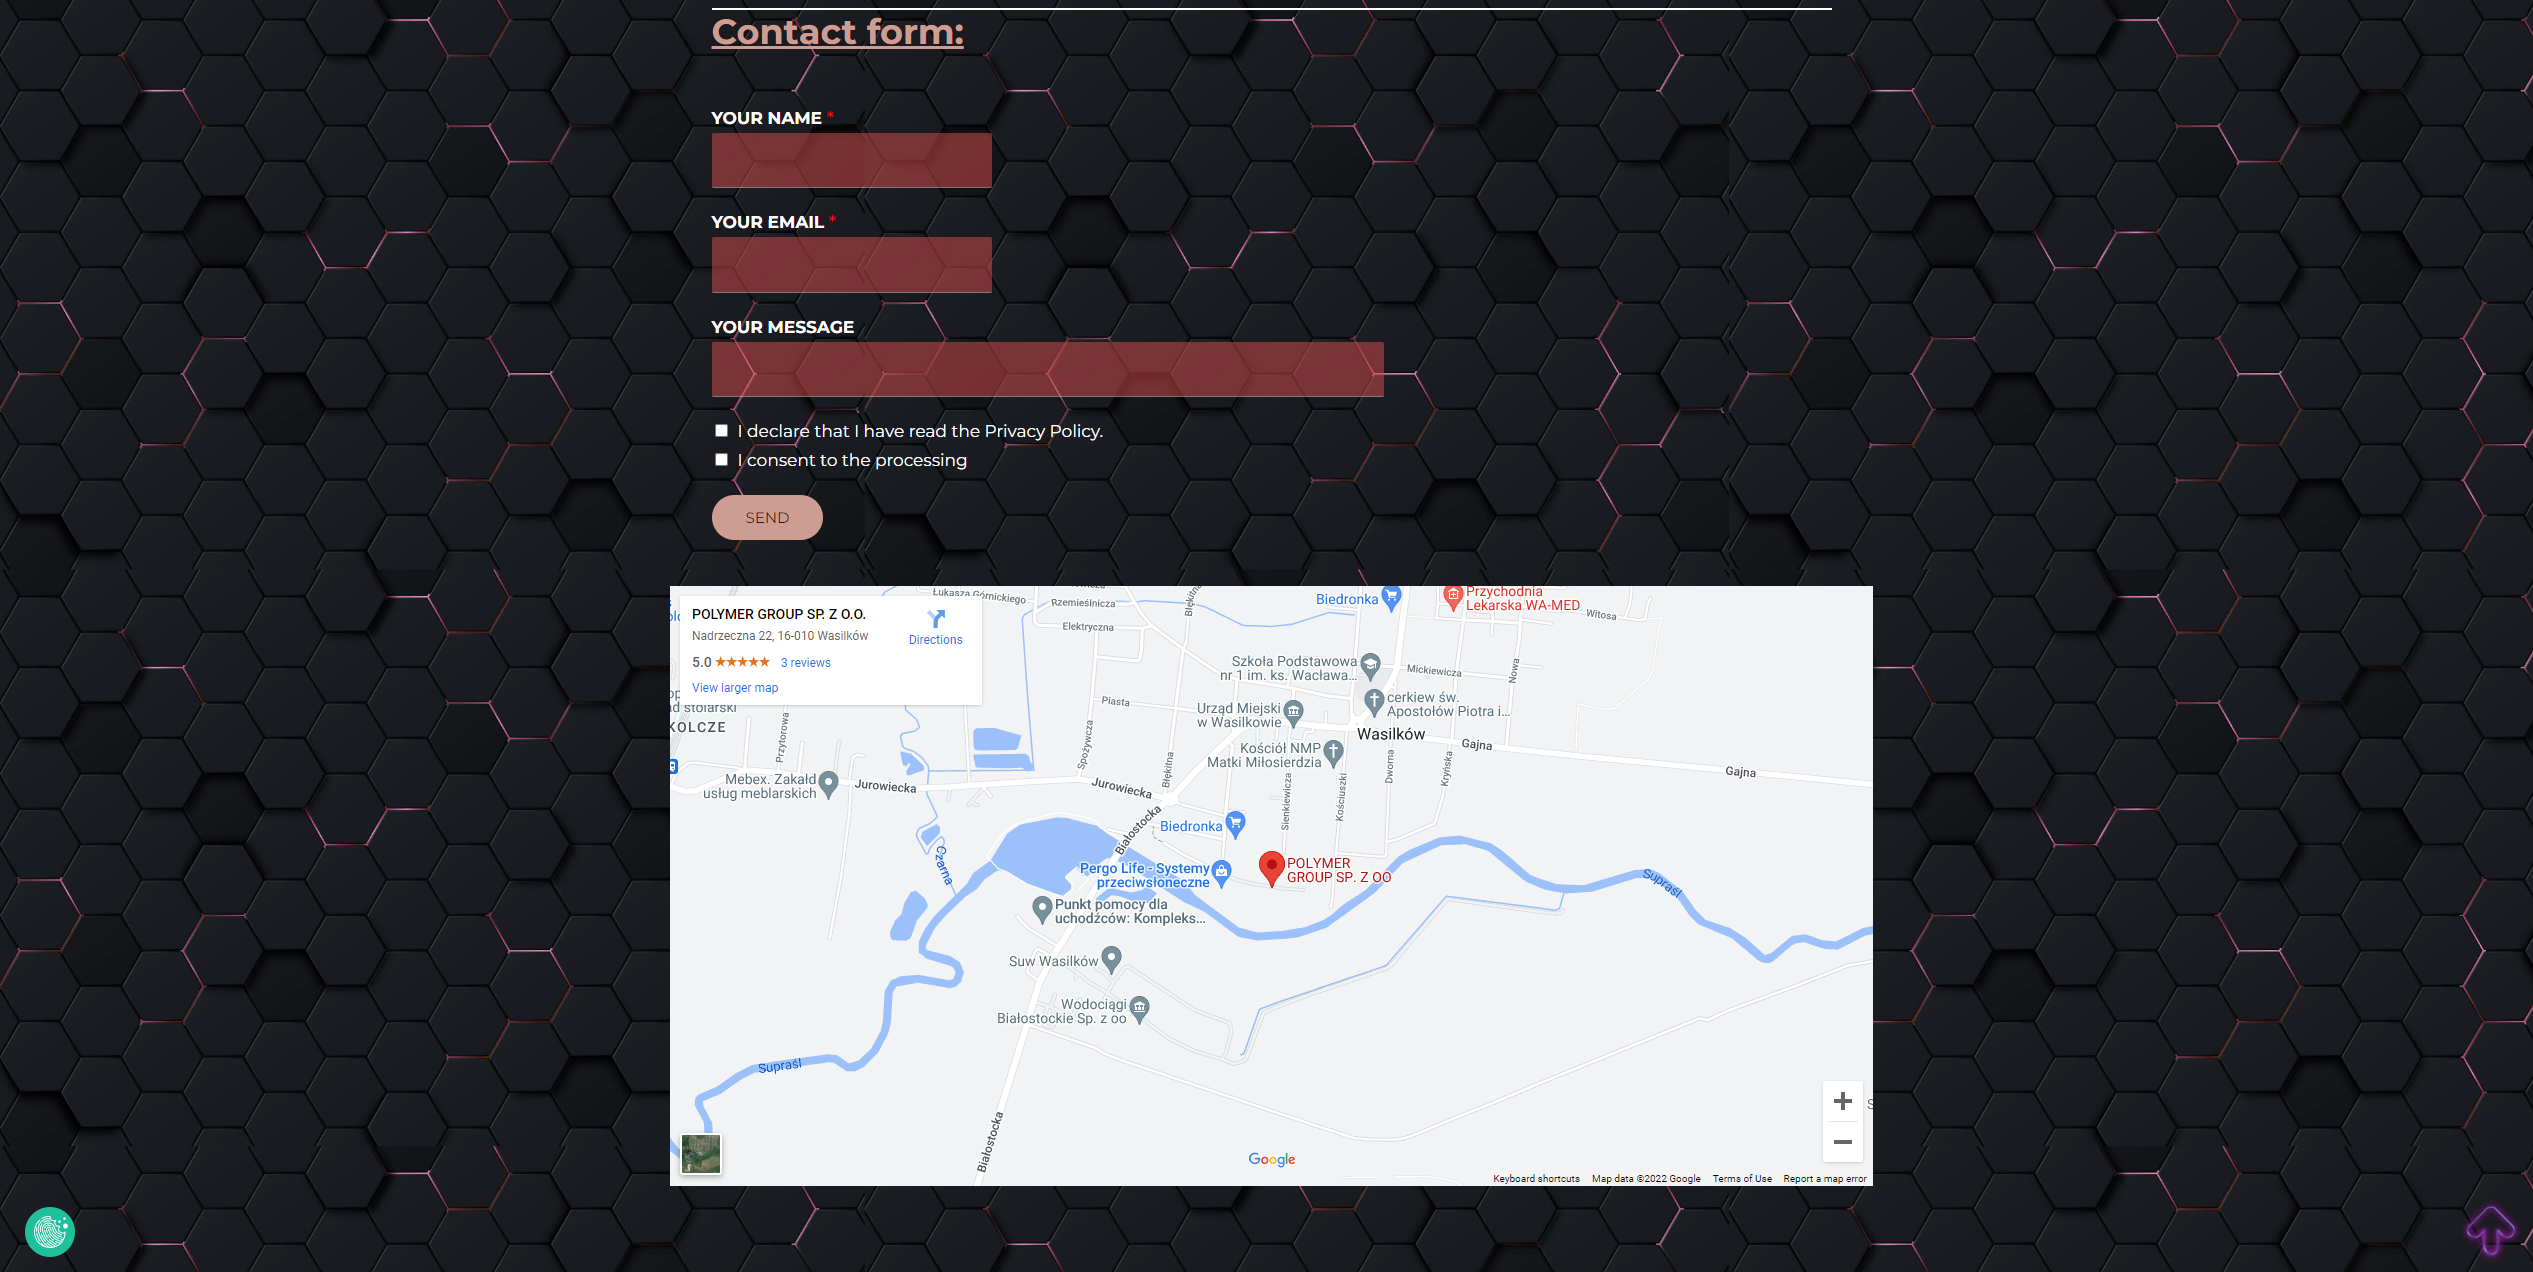 Contact form:
YOUR NAME *
YOUR EMAIL *
YOUR MESSAGE
I declare that I have read the Privacy Policy.
I consent to the processing
SEND
POLYMER GROUP SP. Z O.O.
Nadrzeczna 22, 16-010 Wasilków
5.0
3 reviews
View larger map
Directions
Łukasza Górnickiego
Rzemieślnicza
Elektryczna
Błękitna
Biedronka
Przychodnia
Lekarska WA-MED
Witosa
Szkoła Podstawowa
nr 1 im. ks. Wacława...
Mickiewicza
Nowa
cerkiew św.
Apostołów Piotra i...
Piasta
Urząd Miejski
w Wasilkowie
Wasilków
Kościół NMP
Matki Miłosierdzia
Gajna
Gajna
ad stolarski
KOLCZE
Przytorowa
Spożywcza
Błękitna
Mebex. Zakałd
usług meblarskich
Jurowiecka
Jurowiecka
Sienkiewicza
Kościuszki
Dworna
Kryńska
Białostocka
Biedronka
Czarna
Pergo Life - Systemy
przeciwsłoneczne
POLYMER
GROUP SP. Z OO
Supraśl
Punkt pomocy dla
uchodźców: Kompleks...
Suw Wasilków
Wodociągi
Białostockie Sp. z oo
Supraśl
Białostocka
Google
Keyboard shortcuts
Map data ©2022 Google
Terms of Use
Report a map error